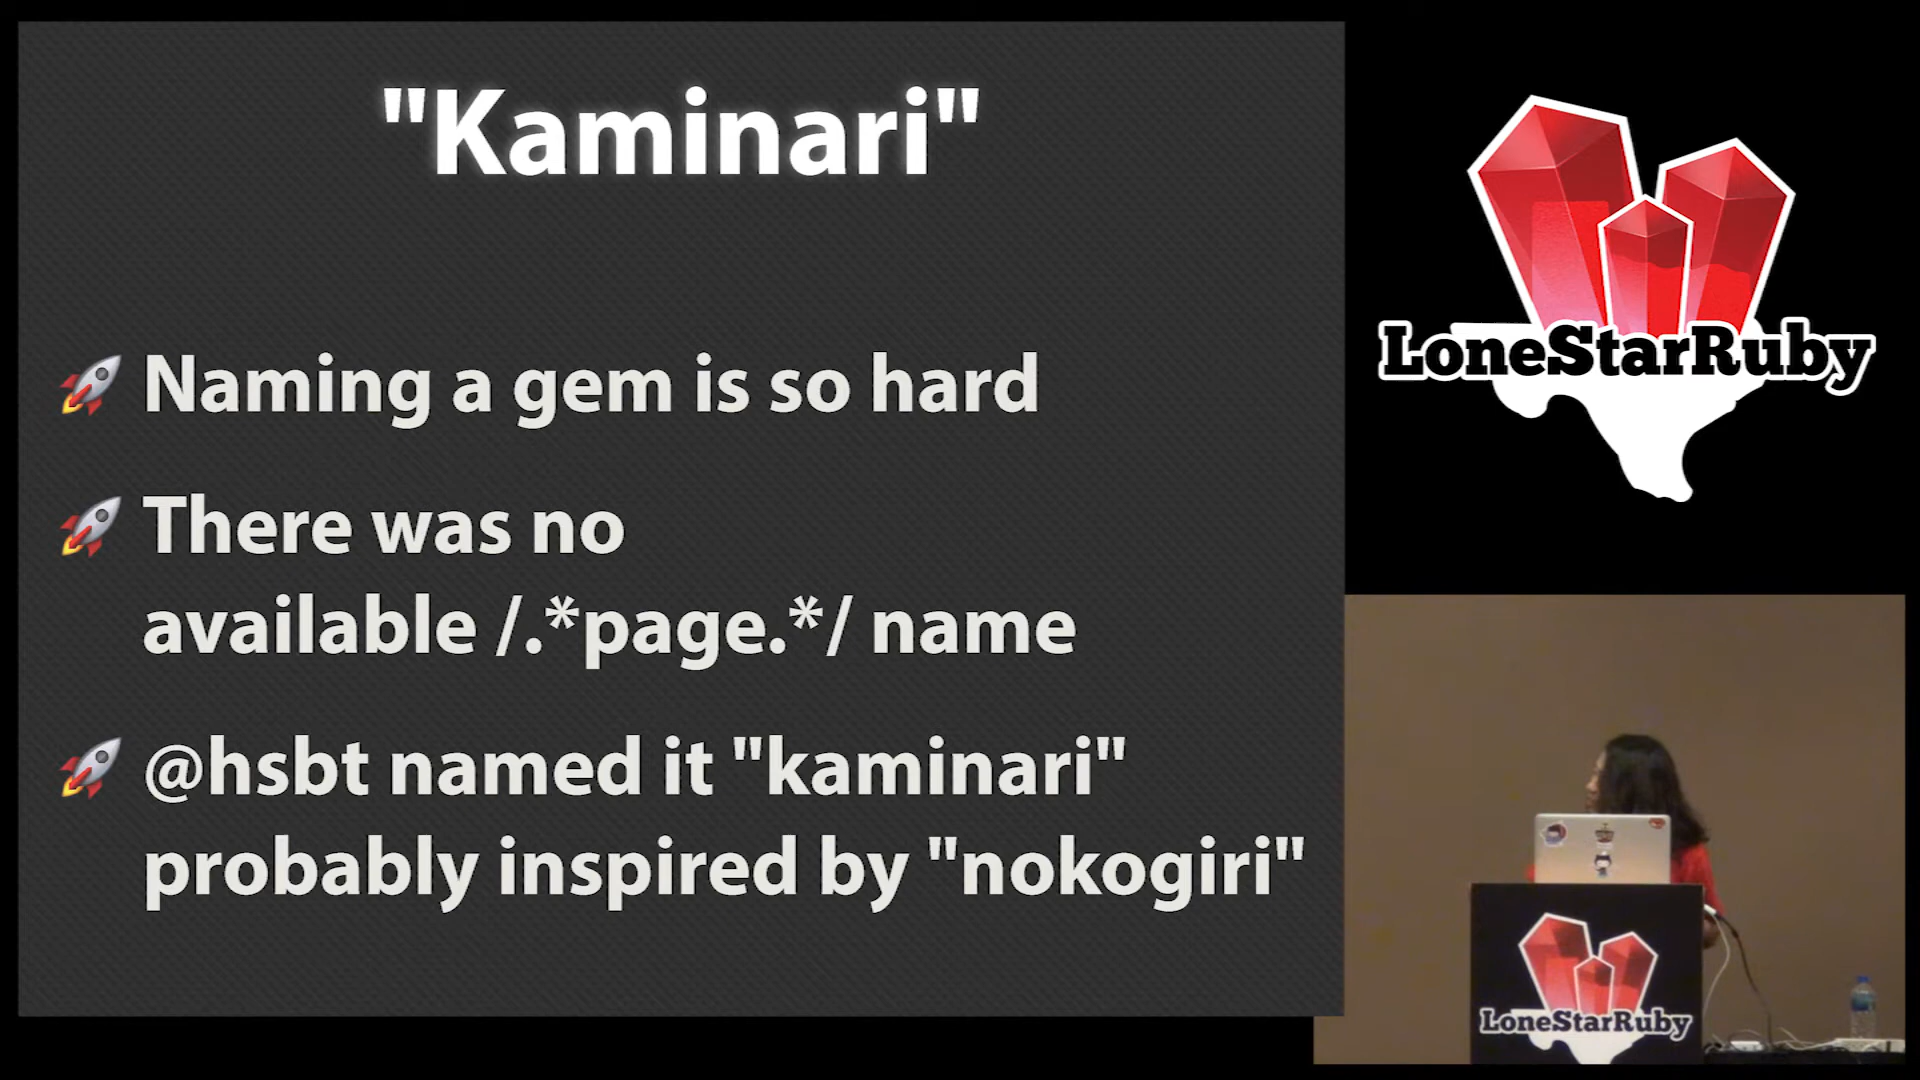 "Kaminari"
Naming a gem is so hard
There was no
available /.*page.*/ name
@hsbt named it "kaminari"
probably inspired by "nokogiri"
LoneStarRuby
LoneStarRuby